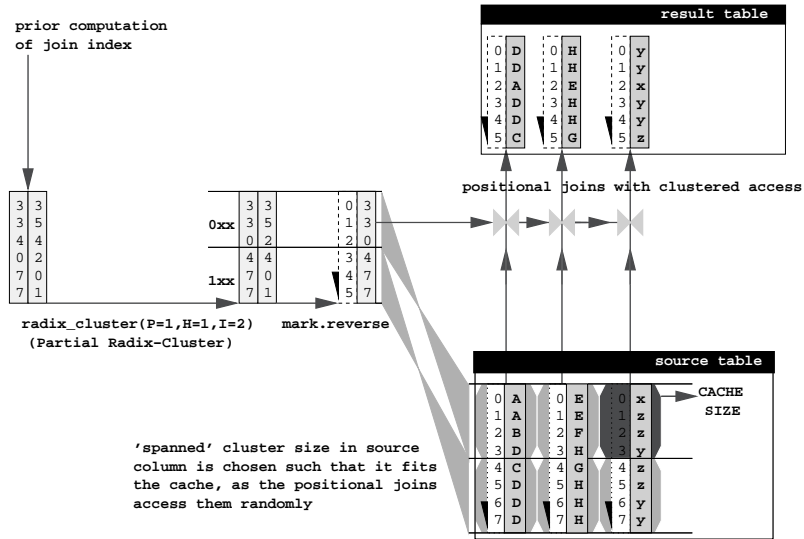 prior computation
of join index
result table
0 D 0 H 0 y
1 D 1 H 1 y
2 A 2 E 2 x
3 D 3 H 3 y
4 D 4 H 4 y
5 C 5 G 5 z
positional joins with clustered access
3 3
3 5
4 4
0 2
7 0
7 1
0xx
1xx
3 3
3 5
0 2
4 4
7 0
7 1
0 3
1 3
2 0
3 4
4 7
5 7
radix_cluster(P=1,H=1,I=2)
(Partial Radix-Cluster)
mark.reverse
source table
0 A 0 E 0 x
1 A 1 E 1 z
2 B 2 F 2 z
3 D 3 H 3 y
4 C 4 G 4 z
5 D 5 H 5 z
6 D 6 H 6 y
7 D 7 H 7 y
CACHE
SIZE
'spanned' cluster size in source
column is chosen such that it fits
the cache, as the positional joins
access them randomly